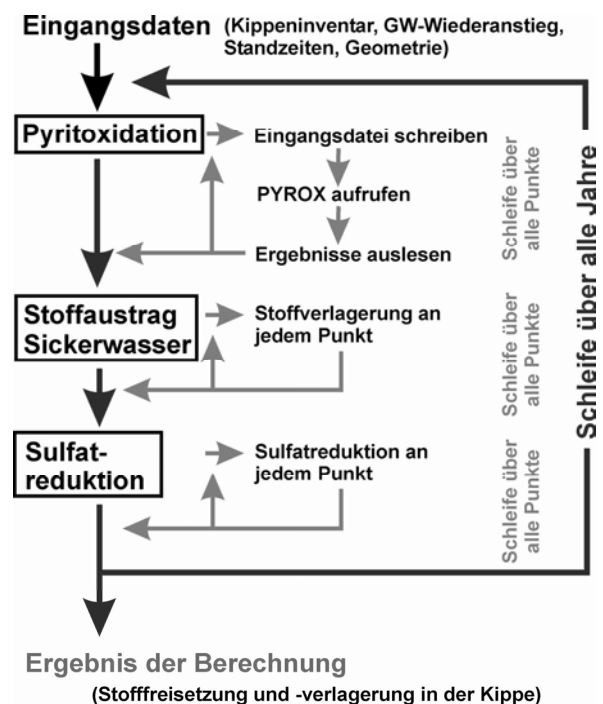 Eingangsdaten (Kippeninventar, GW-Wiederanstieg,
Standzeiten, Geometrie)
Pyritoxidation
Eingangsdatei schreiben
PYROX aufrufen
Ergebnisse auslesen
Schleife über
alle Punkte
Stoffaustrag
Sickerwasser
Stoffverlagerung an
jedem Punkt
Schleife über
alle Punkte
Sulfat-
reduktion
Sulfatreduktion an
jedem Punkt
Schleife über
alle Punkte
Schleife über alle Jahre
Ergebnis der Berechnung
(Stofffreisetzung und -verlagerung in der Kippe)